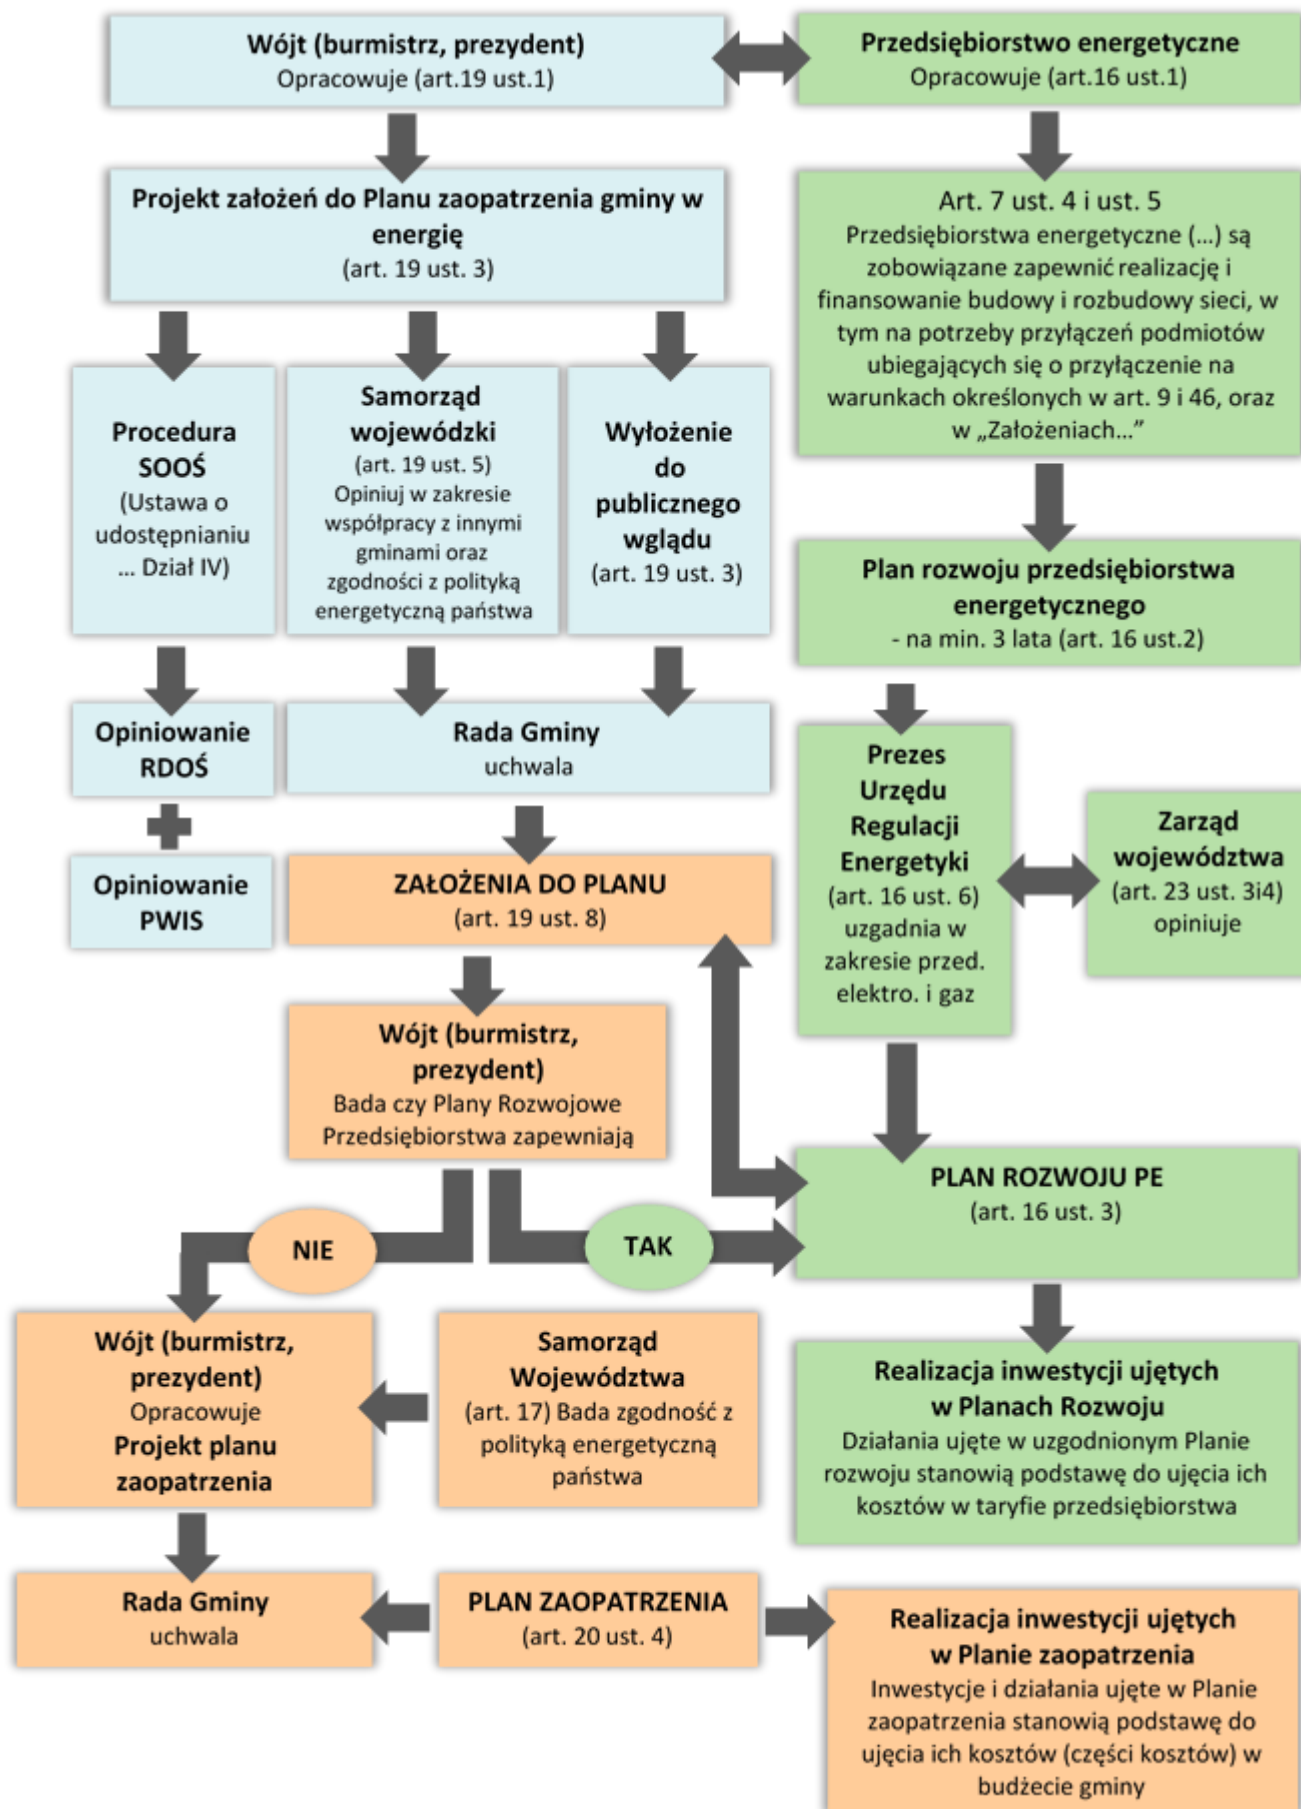 Wójt (burmistrz, prezydent)
Opracowuje (art.19 ust.1)
Przedsiębiorstwo energetyczne
Opracowuje (art.16 ust.1)
Projekt założeń do Planu zaopatrzenia gminy w
energię
(art. 19 ust. 3)
Art. 7 ust. 4 i ust. 5
Przedsiębiorstwa energetyczne (...) są
zobowiązane zapewnić realizację i
finansowanie budowy i rozbudowy sieci, w
tym na potrzeby przyłączeń podmiotów
ubiegających się o przyłączenie na
warunkach określonych w art. 9 i 46, oraz
w „Założeniach...”
Procedura
SOOŚ
(Ustawa o
udostępnianiu
... Dział IV)
Samorząd
wojewódzki
(art. 19 ust. 5)
Opiniuj w zakresie
współpracy z innymi
gminami oraz
zgodności z polityką
energetyczną państwa
Wyłożenie
do
publicznego
wglądu
(art. 19 ust. 3)
Plan rozwoju przedsiębiorstwa
energetycznego
- na min. 3 lata (art. 16 ust.2)
Opiniowanie
RDOŚ
Rada Gminy
uchwala
Prezes
Urzędu
Regulacji
Energetyki
(art. 16 ust. 6)
uzgadnia w
zakresie przed.
elektro. i gaz
Zarząd
województwa
(art. 23 ust. 3i4)
opiniuje
Opiniowanie
PWIS
ZAŁOŻENIA DO PLANU
(art. 19 ust. 8)
Wójt (burmistrz,
prezydent)
Bada czy Plany Rozwojowe
Przedsiębiorstwa zapewniają
PLAN ROZWOJU PE
(art. 16 ust. 3)
NIE
TAK
Wójt (burmistrz,
prezydent)
Opracowuje
Projekt planu
zaopatrzenia
Samorząd
Województwa
(art. 17) Bada zgodność z
polityką energetyczną
państwa
Realizacja inwestycji ujętych
w Planach Rozwoju
Działania ujęte w uzgodnionym Planie
rozwoju stanowią podstawę do ujęcia ich
kosztów w taryfie przedsiębiorstwa
Rada Gminy
uchwala
PLAN ZAOPATRZENIA
(art. 20 ust. 4)
Realizacja inwestycji ujętych
w Planie zaopatrzenia
Inwestycje i działania ujęte w Planie
zaopatrzenia stanowią podstawę do
ujęcia ich kosztów (części kosztów) w
budżecie gminy